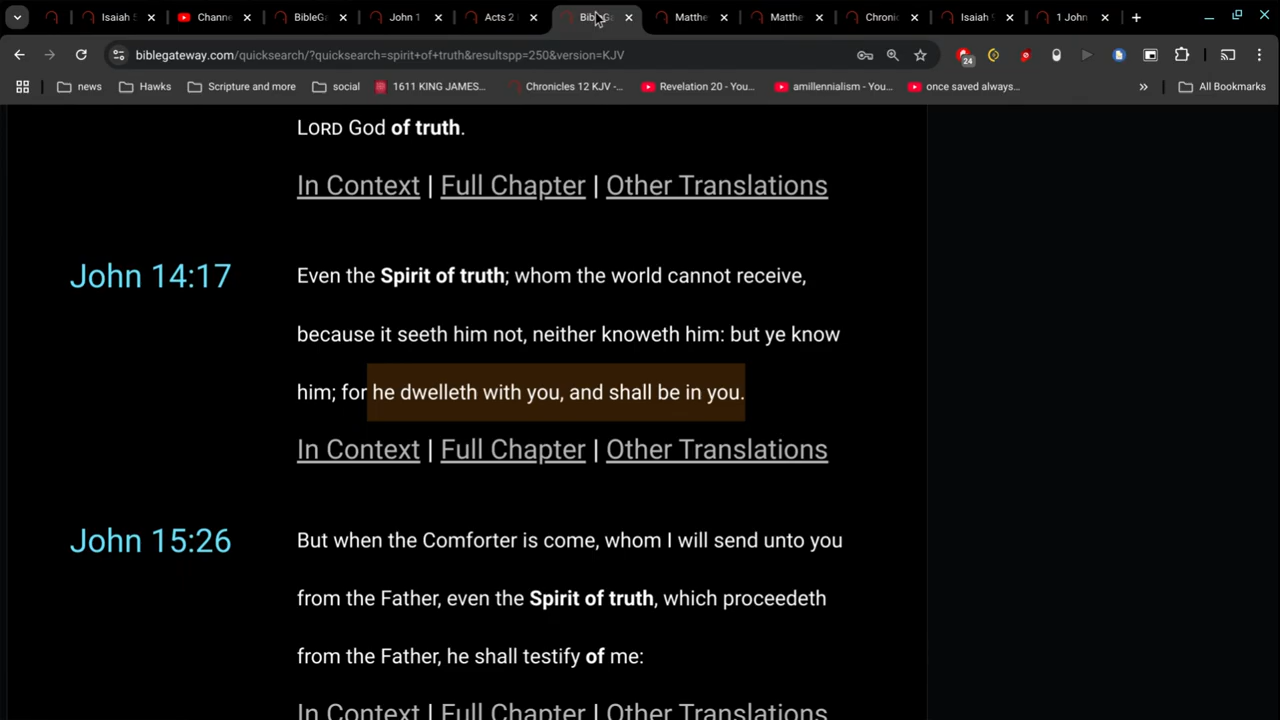 Isaiah 5
Channe
BibleGa
John 1
Acts 2
BibleGa
Matthe
Matthe
Chronic
Isaiah
1 John
biblegateway.com/quicksearch/?quicksearch=spirit+of+truth&resultspp=250&version=KJV
24
news
Hawks
Scripture and more
social
1611 KING JAMES...
Chronicles 12 KJV -...
Revelation 20 - You...
amillennialism - You...
once saved always...
»
All Bookmarks
LORD God of truth.
In Context | Full Chapter | Other Translations
John 14:17
Even the Spirit of truth; whom the world cannot receive,
because it seeth him not, neither knoweth him: but ye know
him; for he dwelleth with you, and shall be in you.
In Context | Full Chapter | Other Translations
John 15:26
But when the Comforter is come, whom I will send unto you
from the Father, even the Spirit of truth, which proceedeth
from the Father, he shall testify of me:
In Context | Full Chapter | Other Translations